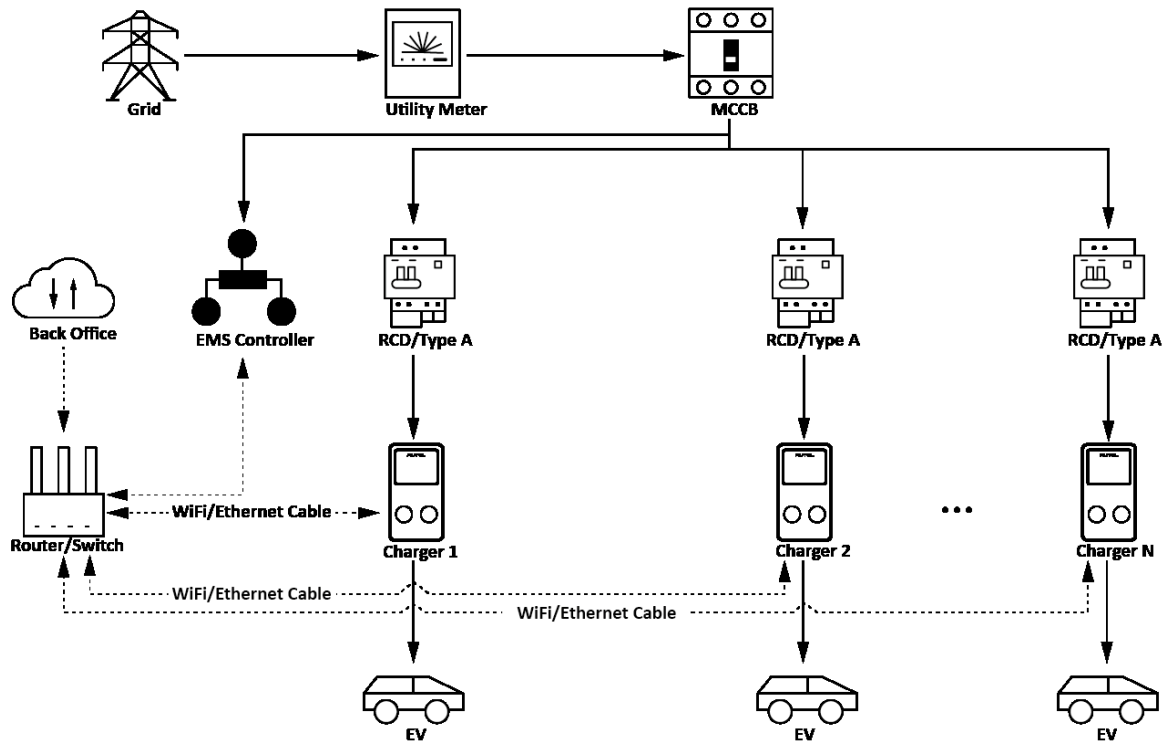 Grid
Utility Meter
MCCB
Back Office
EMS Controller
RCD/Type A
RCD/Type A
RCD/Type A
Router/Switch
WiFi/Ethernet Cable
Charger 1
Charger 2
...
Charger N
WiFi/Ethernet Cable
WiFi/Ethernet Cable
EV
EV
EV